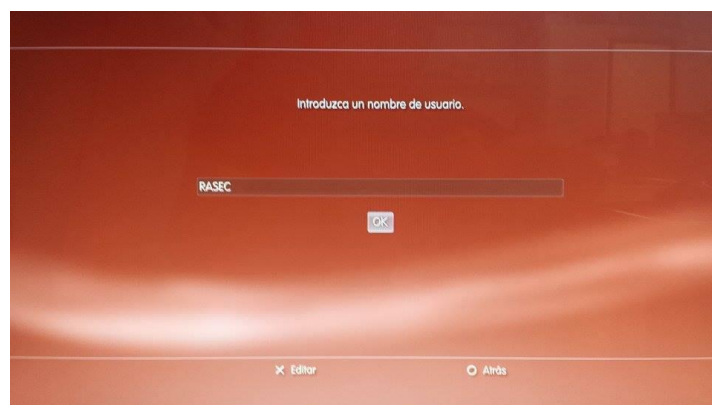 Introduzca un nombre de usuario.
RASEC
OK
Editar
Atrás